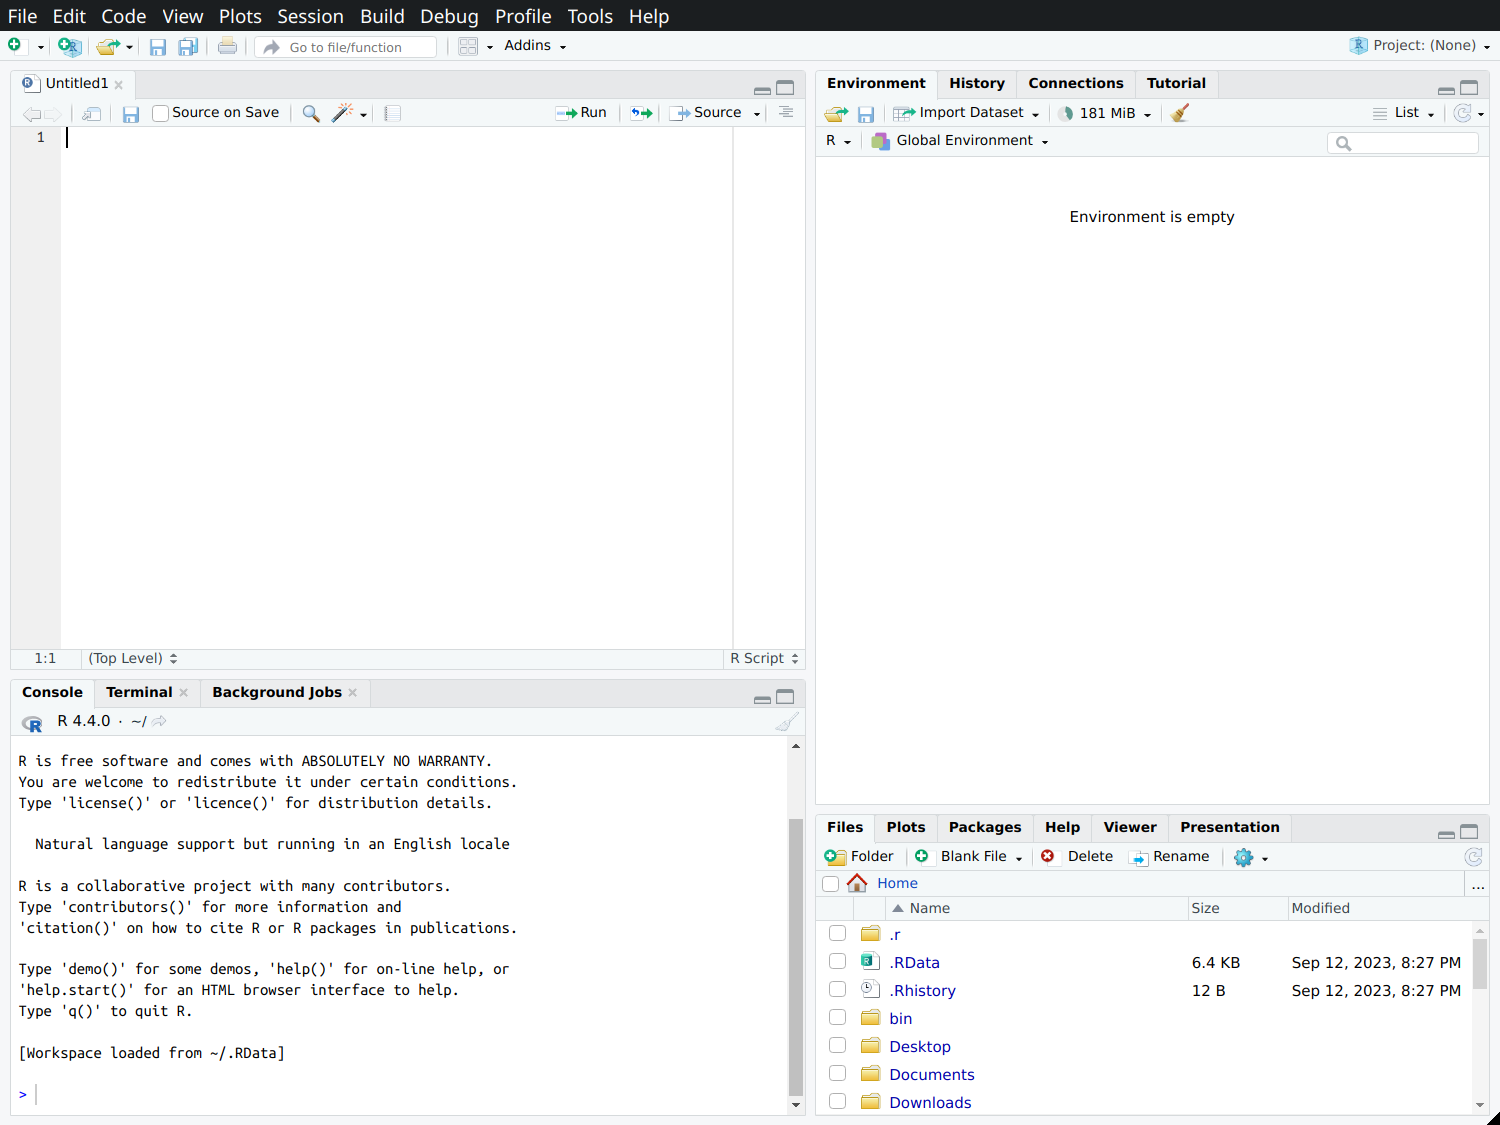 File Edit Code View Plots Session Build Debug Profile Tools Help
Go to file/function Addins Project: (None)
Untitled1
Source on Save Run Source
1
1:1 (Top Level) R Script
Console Terminal Background Jobs
R 4.4.0 · ~/
R is free software and comes with ABSOLUTELY NO WARRANTY.
You are welcome to redistribute it under certain conditions.
Type 'license()' or 'licence()' for distribution details.
Natural language support but running in an English locale
R is a collaborative project with many contributors.
Type 'contributors()' for more information and
'citation()' on how to cite R or R packages in publications.
Type 'demo()' for some demos, 'help()' for on-line help, or
'help.start()' for an HTML browser interface to help.
Type 'q()' to quit R.
[Workspace loaded from ~/.RData]
>
Environment History Connections Tutorial
Import Dataset 181 MiB List
R Global Environment
Environment is empty
Files Plots Packages Help Viewer Presentation
Folder Blank File Delete Rename
Home ...
Name Size Modified
.r
.RData 6.4 KB Sep 12, 2023, 8:27 PM
.Rhistory 12 B Sep 12, 2023, 8:27 PM
bin
Desktop
Documents
Downloads